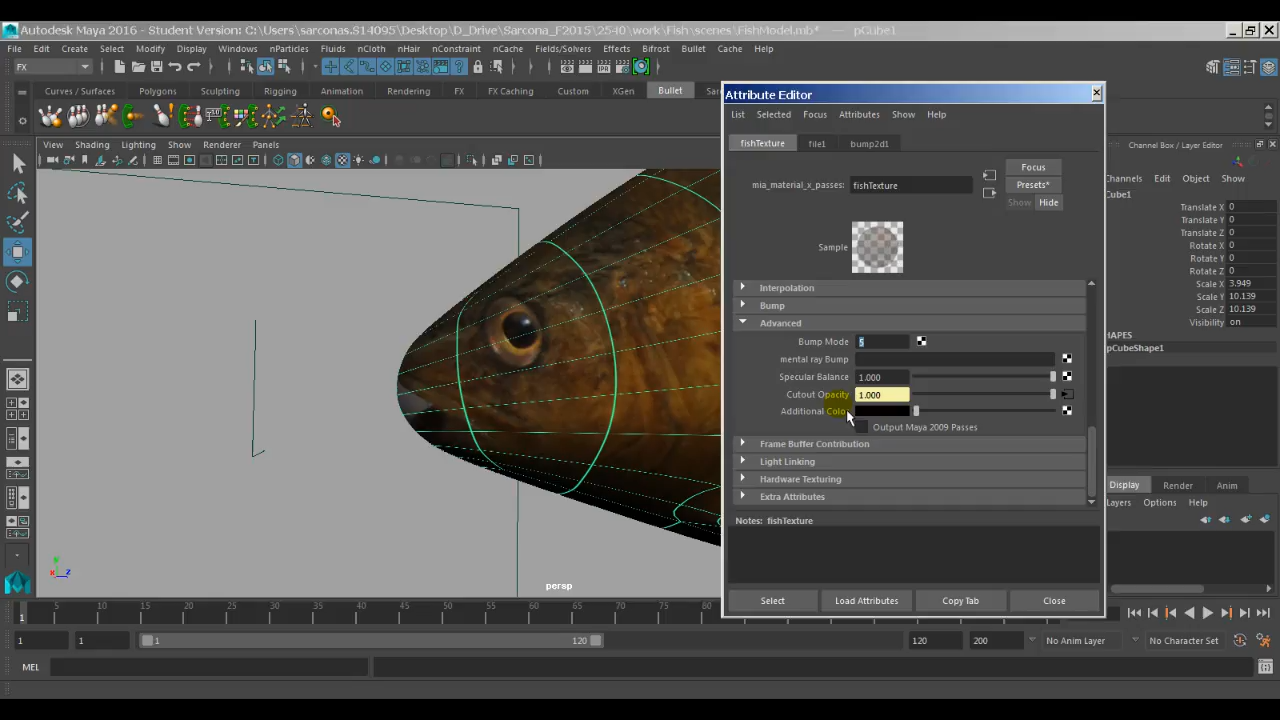 Autodesk Maya 2016 - Student Version: C:\Users\sarconas.S14095\Desktop\D_Drive\Sarcona_F2015\2540\work\Fish\scenes\FishModel.mb* --- pCube1
File Edit Create Select Modify Display Windows nParticles Fluids nCloth nHair nConstraint nCache Fields/Solvers Effects Bifrost Bullet Cache Help
FX
Curves / Surfaces Polygons Sculpting Rigging Animation Rendering FX FX Caching Custom XGen Bullet
View Shading Lighting Show Renderer Panels
Attribute Editor
List Selected Focus Attributes Show Help
fishTexture file1 bump2d1
mia_material_x_passes: fishTexture
Focus
Presets*
Show Hide
Sample
Interpolation
Bump
Advanced
Bump Mode 5
mental ray Bump
Specular Balance 1.000
Cutout Opacity 1.000
Additional Color
Output Maya 2009 Passes
Frame Buffer Contribution
Light Linking
Hardware Texturing
Extra Attributes
Notes: fishTexture
Select Load Attributes Copy Tab Close
Channel Box / Layer Editor
Channels Edit Object Show
Cube1
Translate X 0
Translate Y 0
Translate Z 0
Rotate X 0
Rotate Y 0
Rotate Z 0
Scale X 3.949
Scale Y 10.139
Scale Z 10.139
Visibility on
HAPES
pCubeShape1
Display Render Anim
Layers Options Help
persp
5 10 15 20 25 30 35 40 45 50 55 60 65 70 75 80
1
1 1 1 120 120 200 No Anim Layer No Character Set
MEL